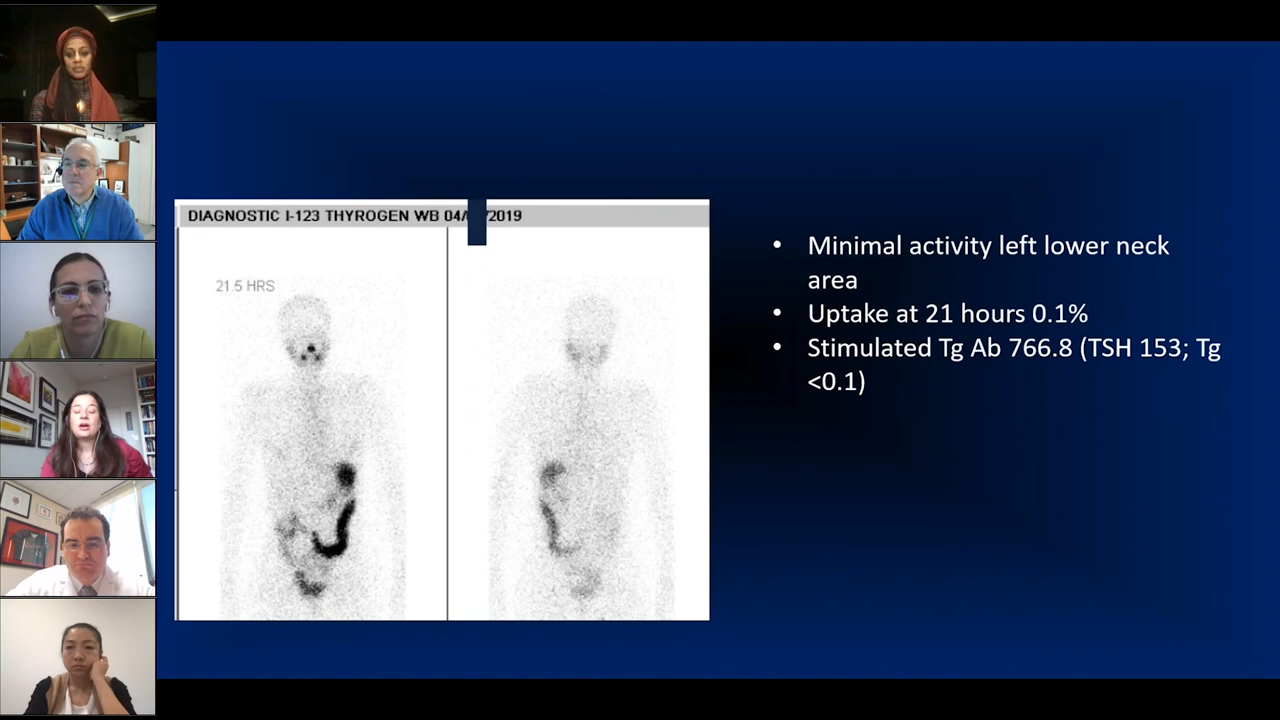 DIAGNOSTIC I-123 THYROGEN WB 04/ /2019
21.5 HRS
• Minimal activity left lower neck
area
• Uptake at 21 hours 0.1%
• Stimulated Tg Ab 766.8 (TSH 153; Tg
<0.1)